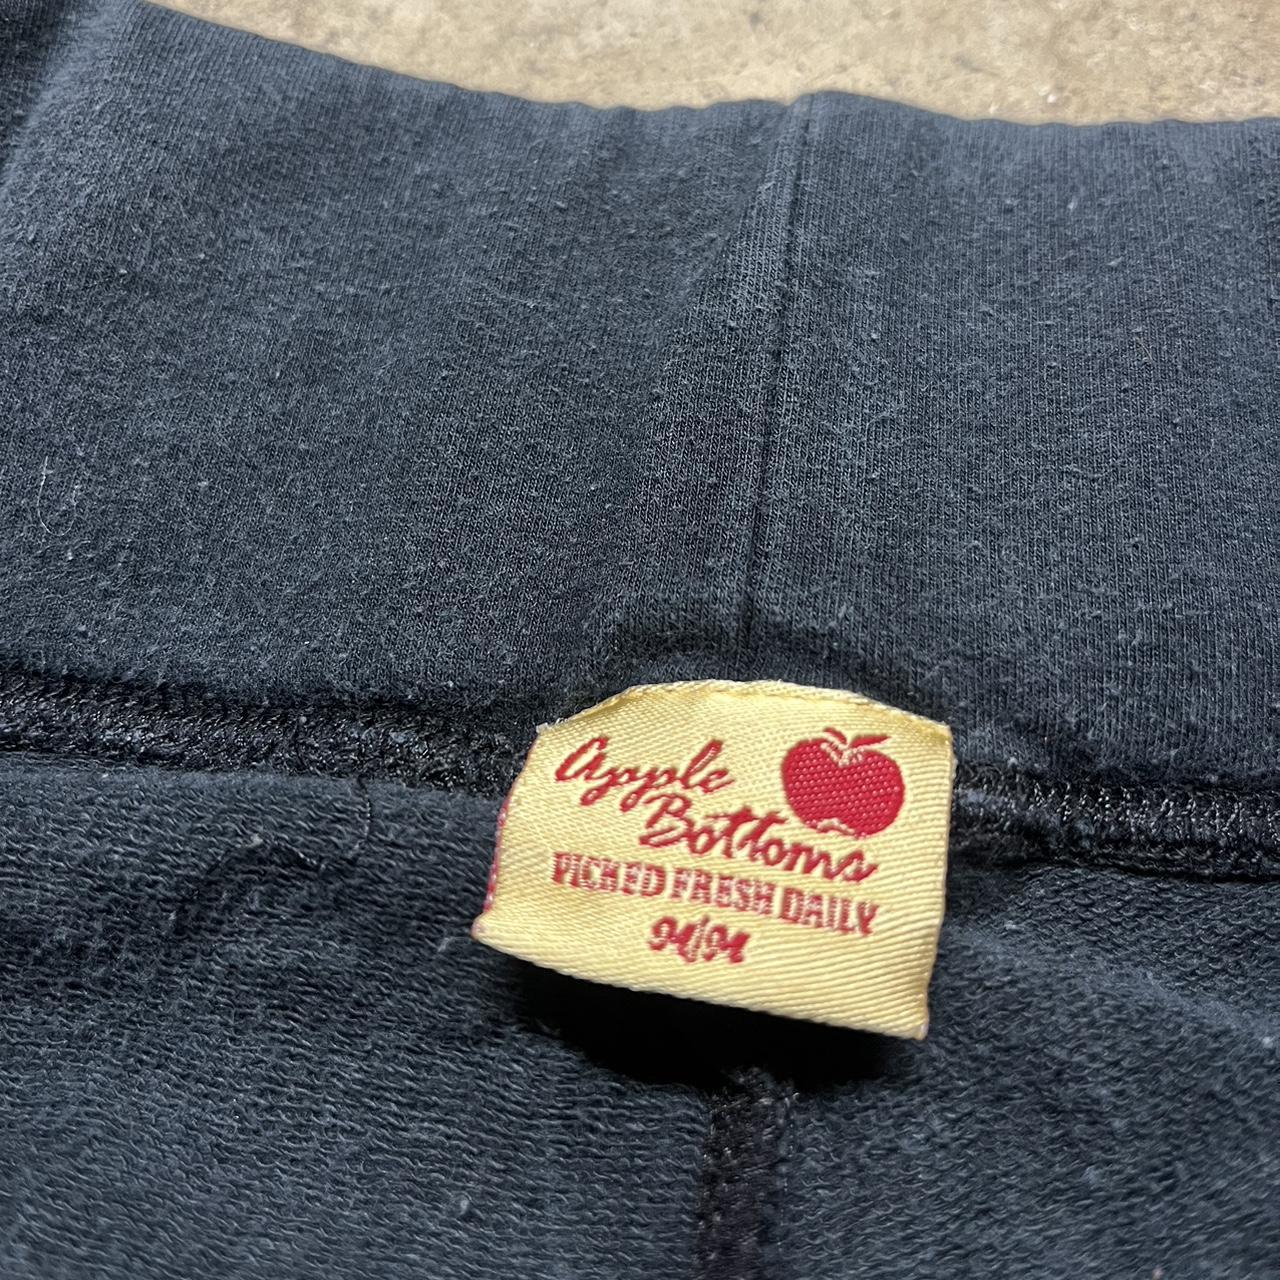 Apple
Bottoms
PICKED FRESH DAILY
94/94